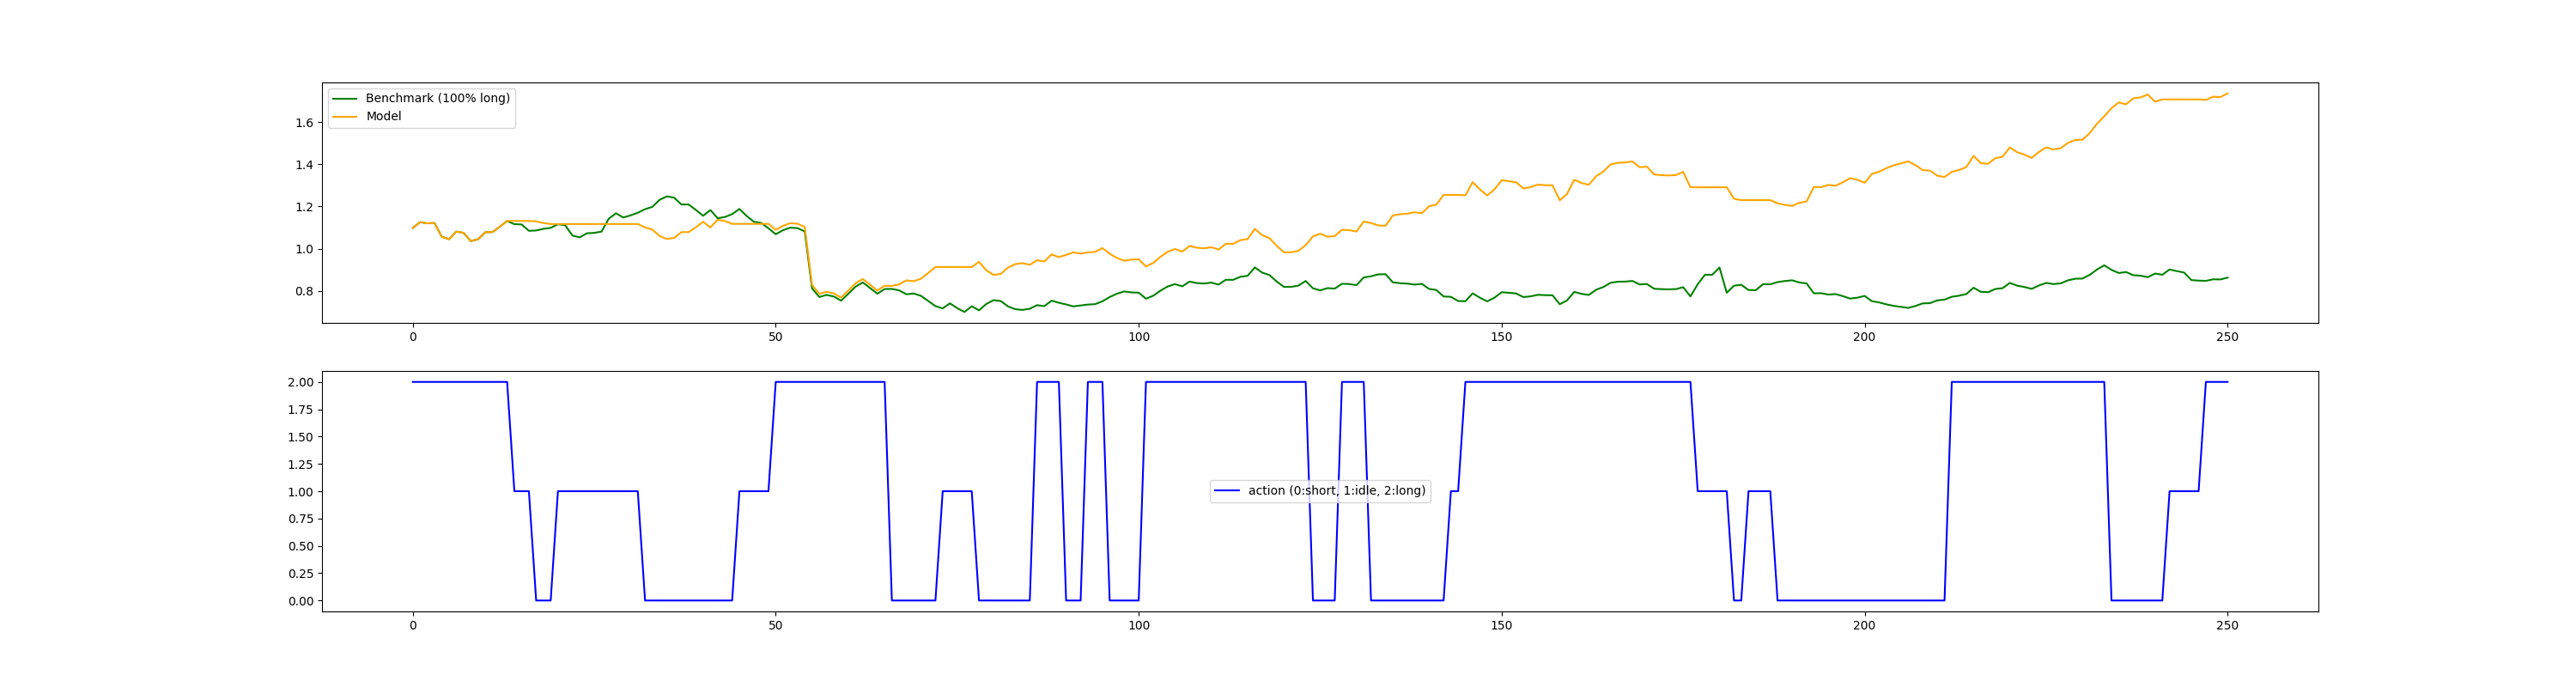 Benchmark (100% long)
Model
1.6
1.4
1.2
1.0
0.8
0 50 100 150 200 250
2.00
1.75
1.50
1.25
1.00
0.75
0.50
0.25
0.00
action (0:short, 1:idle, 2:long)
0 50 100 150 200 250